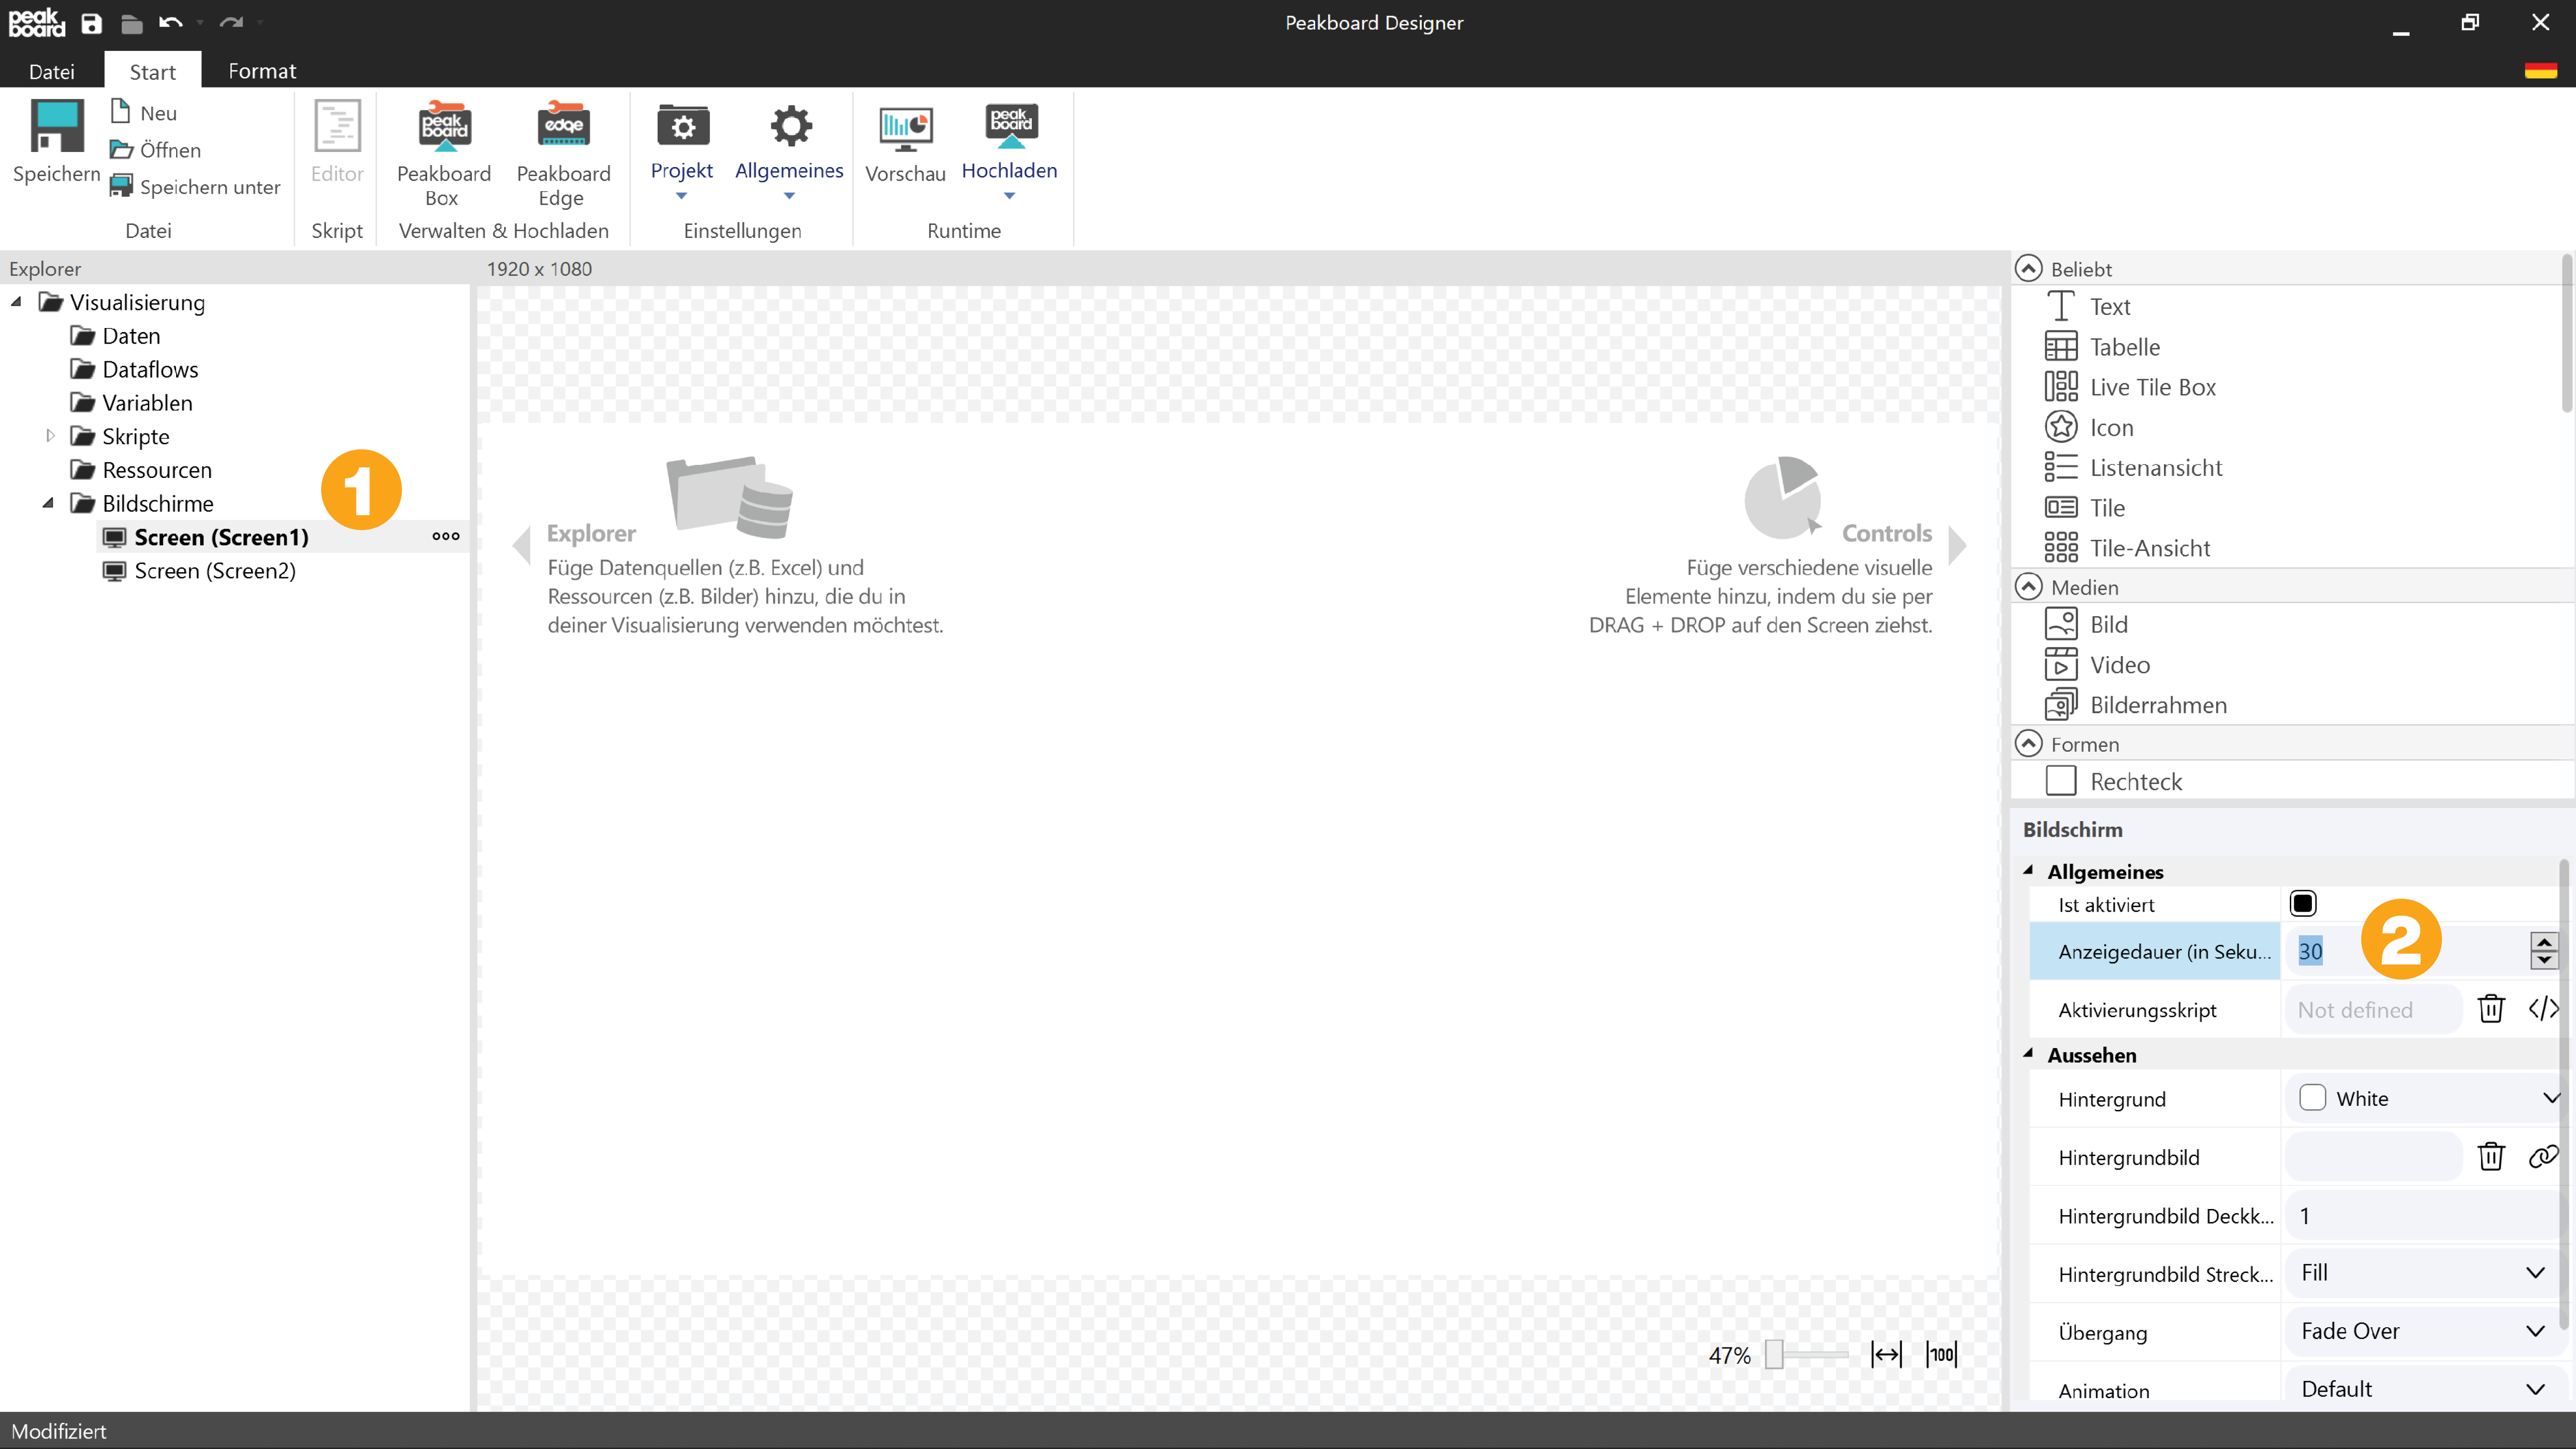 peak
board
Peakboard Designer
Datei
Start
Format
Speichern
Neu
Öffnen
Speichern unter
Datei
Editor
Skript
peak
board
Peakboard
Box
edge
Peakboard
Edge
Verwalten & Hochladen
Projekt
Allgemeines
Einstellungen
Vorschau
peak
board
Hochladen
Runtime
Explorer
Visualisierung
Daten
Dataflows
Variablen
Skripte
Ressourcen
Bildschirme
1
Screen (Screen1)
Screen (Screen2)
1920 x 1080
Explorer
Füge Datenquellen (z.B. Excel) und
Ressourcen (z.B. Bilder) hinzu, die du in
deiner Visualisierung verwenden möchtest.
Controls
Füge verschiedene visuelle
Elemente hinzu, indem du sie per
DRAG + DROP auf den Screen ziehst.
47%
100
Beliebt
Text
Tabelle
Live Tile Box
Icon
Listenansicht
Tile
Tile-Ansicht
Medien
Bild
Video
Bilderrahmen
Formen
Rechteck
Bildschirm
Allgemeines
Ist aktiviert
Anzeigedauer (in Seku... 30
2
Aktivierungsskript Not defined
Aussehen
Hintergrund White
Hintergrundbild
Hintergrundbild Deckk... 1
Hintergrundbild Streck... Fill
Übergang Fade Over
Animation Default
Modifiziert